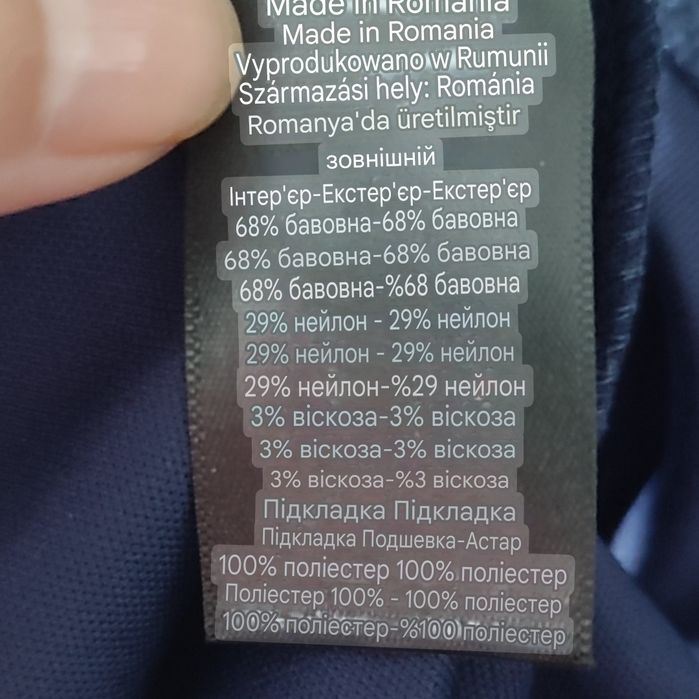 Made in Romania
Made in Romania
Vyprodukowano w Rumunii
Származási hely: Románia
Romanya'da üretilmiştir
зовнішній
Інтер'єр-Екстер'єр-Екстер'єр
68% бавовна-68% бавовна
68% бавовна-68% бавовна
68% бавовна-%68 бавовна
29% нейлон - 29% нейлон
29% нейлон - 29% нейлон
29% нейлон-%29 нейлон
3% віскоза-3% віскоза
3% віскоза-3% віскоза
3% віскоза-%3 віскоза
Підкладка Підкладка
Підкладка Подшевка-Астар
100% поліестер 100% поліестер
Поліестер 100% - 100% поліестер
100% поліестер-%100 поліестер